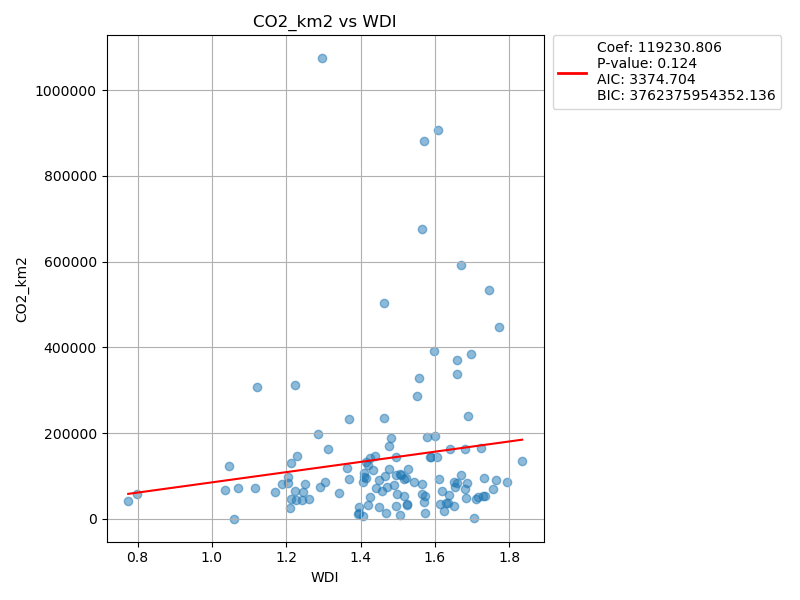 CO2_km2 vs WDI
Coef: 119230.806
P-value: 0.124
AIC: 3374.704
BIC: 3762375954352.136
1000000
800000
600000
400000
200000
0
CO2_km2
0.8 1.0 1.2 1.4 1.6 1.8
WDI